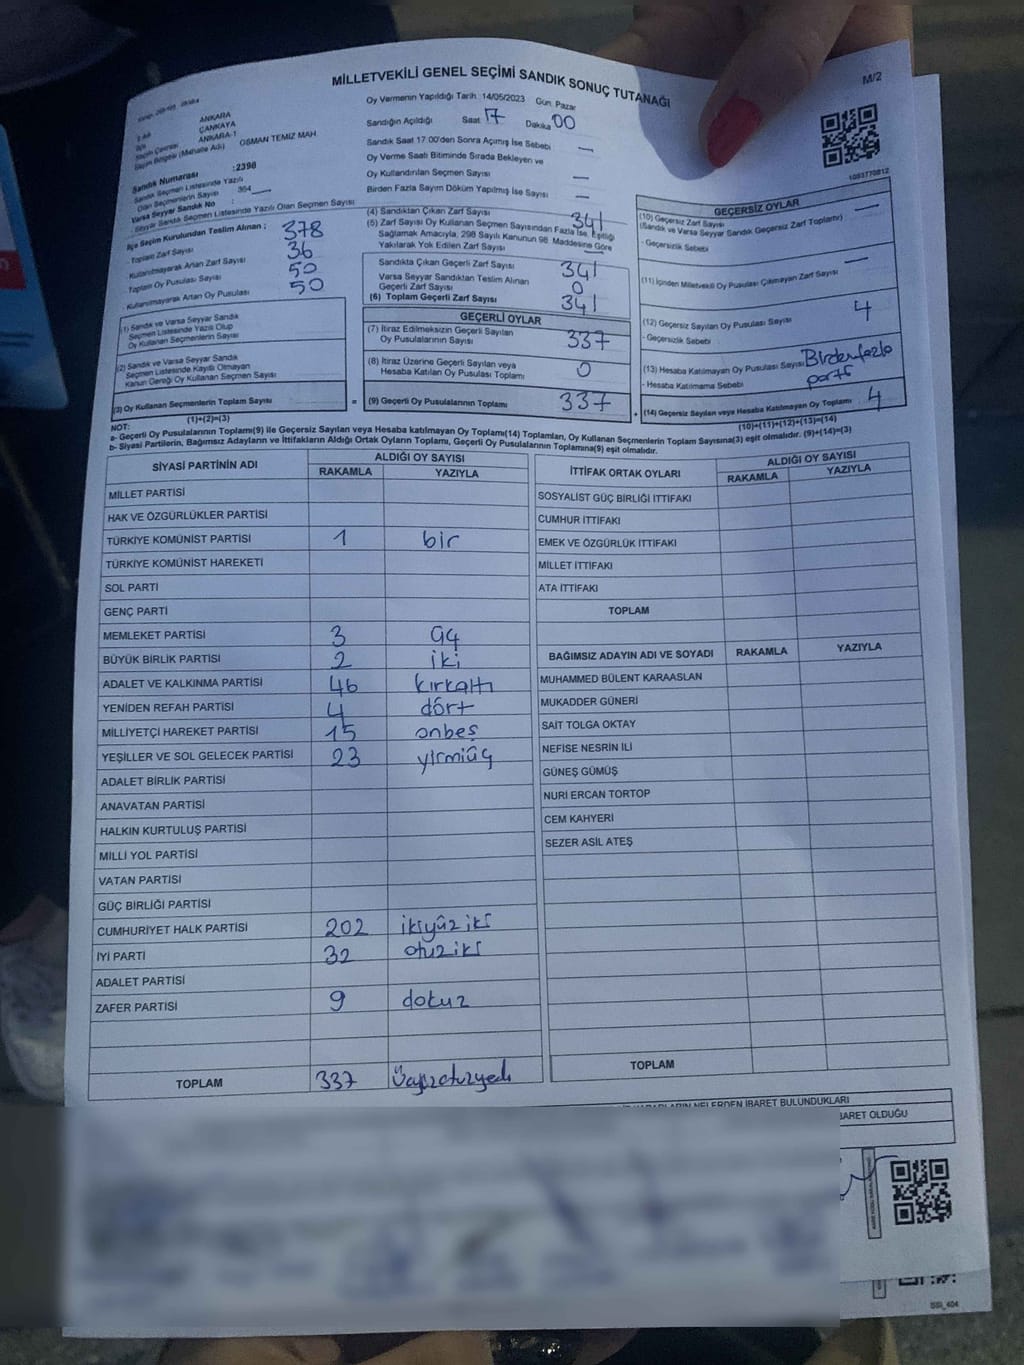 MİLLETVEKİLİ GENEL SEÇİMİ SANDIK SONUÇ TUTANAĞI
M/2
Oy Vermenin Yapıldığı Tarih :14/05/2023 Gün: Pazar
Sandığın Açıldığı Saat 17 Dakika 00
Sandık Saat 17:00'den Sonra Açımış İse Sebebi —
Oy Verme Saati Bitiminde Sırada Bekleyen ve
Oy Kullandırılan Seçmen Sayısı —
Birden Fazla Sayım Döküm Yapılmış İse Sayısı —
İli ANKARA
İlçe ÇANKAYA
Seçim Çevresi ANKARA-1
Seçim Bölgesi (Mahalle Adı) OSMAN TEMİZ MAH.
Sandık Numarası :2398
Sandık Seçmen Listesinde Yazılı
Olan Seçmenlerin Sayısı 364
Varsa Seyyar Sandık No :
Seyyar Sandık Seçmen Listesinde Yazılı Olan Seçmen Sayısı
İlçe Seçim Kurulundan Teslim Alınan ;
- Toplam Zarf Sayısı 378
- Kullanılmayarak Artan Zarf Sayısı 36
Toplam Oy Pusulası Sayısı 50
- Kullanılmayarak Artan Oy Pusulası 50
(1) Sandık ve Varsa Seyyar Sandık
Seçmen Listesinde Yazılı Olup
Oy Kullanan Seçmenlerin Sayısı
(2) Sandık ve Varsa Seyyar Sandık
Seçmen Listesinde Kayıtlı Olmayan
Kanun Gereği Oy Kullanan Seçmen Sayısı
(3) Oy Kullanan Seçmenlerin Toplam Sayısı
(1)+(2)=(3)
(4) Sandıktan Çıkan Zarf Sayısı 341
(5) Zarf Sayısı Oy Kullanan Seçmen Sayısından Fazla İse, Eşitliği
Sağlamak Amacıyla, 298 Sayılı Kanunun 98. Maddesine Göre
Yakılarak Yok Edilen Zarf Sayısı —
Sandıkta Çıkan Geçerli Zarf Sayısı 341
Varsa Seyyar Sandıktan Teslim Alınan
Geçerli Zarf Sayısı 0
(6) Toplam Geçerli Zarf Sayısı 341
GEÇERLİ OYLAR
(7) İtiraz Edilmeksizin Geçerli Sayılan
Oy Pusulalarının Sayısı 337
(8) İtiraz Üzerine Geçerli Sayılan veya
Hesaba Katılan Oy Pusulası Toplamı 0
= (9) Geçerli Oy Pusulalarının Toplamı 337 +
1083770812
GEÇERSİZ OYLAR
(10) Geçersiz Zarf Sayısı
(Sandık ve Varsa Seyyar Sandık Geçersiz Zarf Toplamı) —
- Geçersizlik Sebebi
(11) İçinden Milletvekili Oy Pusulası Çıkmayan Zarf Sayısı —
(12) Geçersiz Sayılan Oy Pusulası Sayısı 4
- Geçersizlik Sebebi
(13) Hesaba Katılmayan Oy Pusulası Sayısı Birden fazla
- Hesaba Katılmama Sebebi parti
(14) Geçersiz Sayılan veya Hesaba Katılmayan Oy Toplamı 4
(10)+(11)+(12)+(13)=(14)
NOT:
a- Geçerli Oy Pusulaları Toplamı(9) ile Geçersiz Sayılan veya Hesaba katılmayan Oy Toplamı(14) Toplamları, Oy Kullanan Seçmenlerin Toplam Sayısına(3) eşit olmalıdır. (9)+(14)=(3)
b- Siyasi Partilerin, Bağımsız Adayların ve İttifakların Aldığı Ortak Oyların Toplamı, Geçerli Oy Pusulalarının Toplamına(9) eşit olmalıdır.
SİYASİ PARTİNİN ADI ALDIĞI OY SAYISI
RAKAMLA YAZIYLA
MİLLET PARTİSİ
HAK VE ÖZGÜRLÜKLER PARTİSİ
TÜRKİYE KOMÜNİST PARTİSİ 1 bir
TÜRKİYE KOMÜNİST HAREKETİ
SOL PARTİ
GENÇ PARTİ
MEMLEKET PARTİSİ 3 üç
BÜYÜK BİRLİK PARTİSİ 2 iki
ADALET VE KALKINMA PARTİSİ 46 kırkaltı
YENİDEN REFAH PARTİSİ 4 dört
MİLLİYETÇİ HAREKET PARTİSİ 15 onbeş
YEŞİLLER VE SOL GELECEK PARTİSİ 23 yirmiüç
ADALET BİRLİK PARTİSİ
ANAVATAN PARTİSİ
HALKIN KURTULUŞ PARTİSİ
MİLLİ YOL PARTİSİ
VATAN PARTİSİ
GÜÇ BİRLİĞİ PARTİSİ
CUMHURİYET HALK PARTİSİ 202 ikiyüziki
İYİ PARTİ 32 otuziki
ADALET PARTİSİ
ZAFER PARTİSİ 9 dokuz
TOPLAM 337 Üçyüzotuzyedi
İTTİFAK ORTAK OYLARI ALDIĞI OY SAYISI
RAKAMLA YAZIYLA
SOSYALİST GÜÇ BİRLİĞİ İTTİFAKI
CUMHUR İTTİFAKI
EMEK VE ÖZGÜRLÜK İTTİFAKI
MİLLET İTTİFAKI
ATA İTTİFAKI
TOPLAM
BAĞIMSIZ ADAYIN ADI VE SOYADI RAKAMLA YAZIYLA
MUHAMMED BÜLENT KARAASLAN
MUKADDER GÜNERİ
SAİT TOLGA OKTAY
NEFİSE NESRİN İLİ
GÜNEŞ GÜMÜŞ
NURİ ERCAN TORTOP
CEM KAHYERİ
SEZER ASİL ATEŞ
TOPLAM
NELERDEN İBARET BULUNDUKLARI
İBARET OLDUĞU
SSI_404